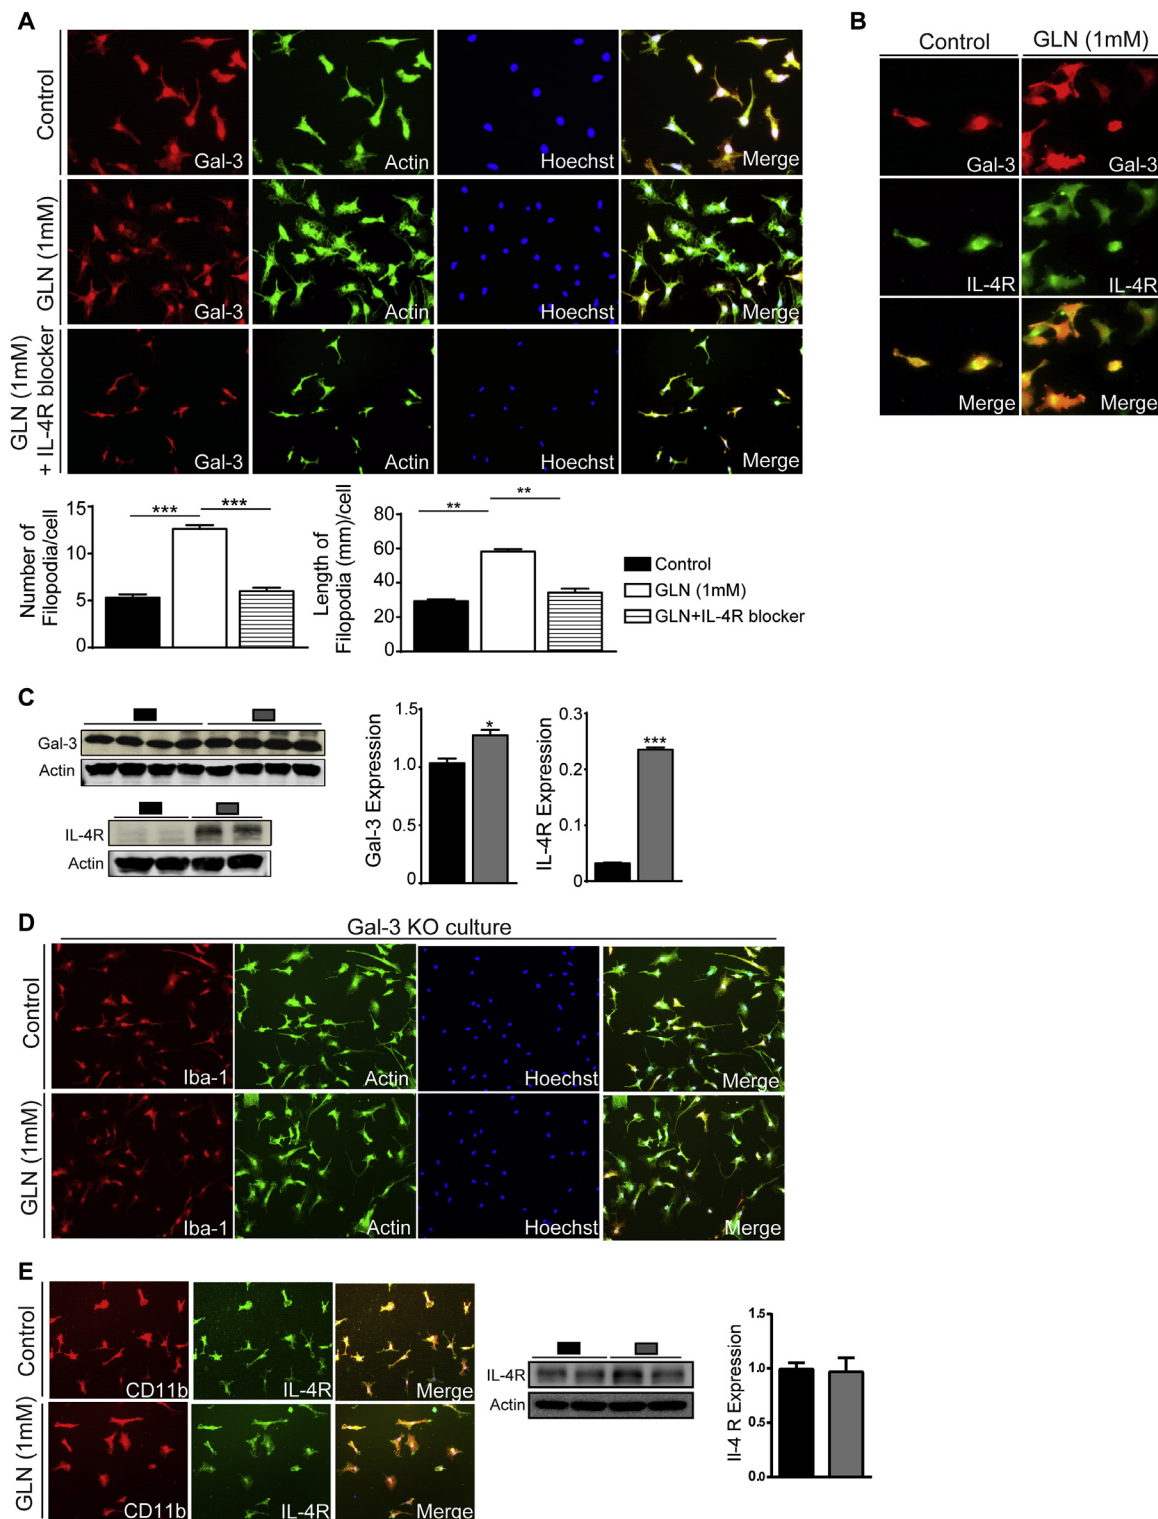 A
Control
Gal-3 Actin Hoechst Merge
GLN (1mM)
Gal-3 Actin Hoechst Merge
GLN (1mM)
+ IL-4R blocker
Gal-3 Actin Hoechst Merge
Number of
Filopodia/cell
15
10
5
0
*** ***
Length of
Filopodia (mm)/cell
80
60
40
20
0
** **
Control
GLN (1mM)
GLN+IL-4R blocker
B
Control GLN (1mM)
Gal-3 Gal-3
IL-4R IL-4R
Merge Merge
C
Gal-3
Actin
IL-4R
Actin
Gal-3 Expression
1.5
1.0
0.5
0
*
IL-4R Expression
0.3
0.2
0.1
0
***
D
Gal-3 KO culture
Control
Iba-1 Actin Hoechst Merge
GLN (1mM)
Iba-1 Actin Hoechst Merge
E
Control
CD11b IL-4R Merge
GLN (1mM)
CD11b IL-4R Merge
IL-4R
Actin
Il-4 R Expression
1.5
1.0
0.5
0.0